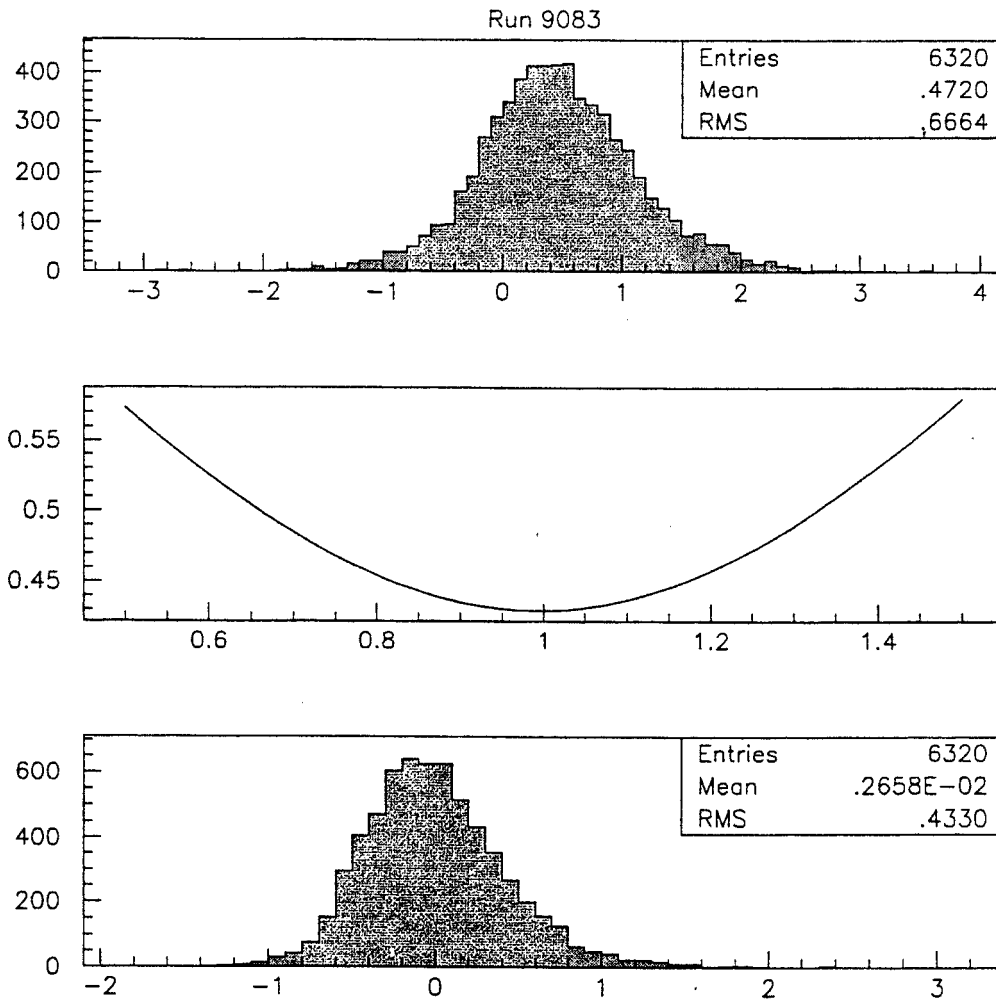 Run 9083
Entries 6320
Mean .4720
RMS .6664
400
300
200
100
0
-3 -2 -1 0 1 2 3 4
0.55
0.5
0.45
0.6 0.8 1 1.2 1.4
Entries 6320
Mean .2658E-02
RMS .4330
600
400
200
0
-2 -1 0 1 2 3